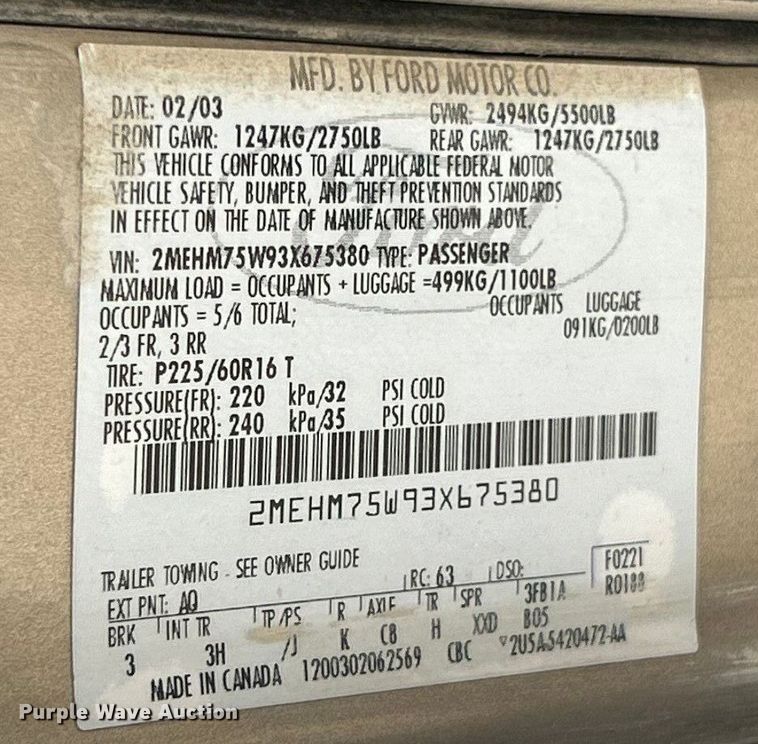 MFD. BY FORD MOTOR CO.
DATE: 02/03 GVWR: 2494KG/5500LB
FRONT GAWR: 1247KG/2750LB REAR GAWR: 1247KG/2750LB
THIS VEHICLE CONFORMS TO ALL APPLICABLE FEDERAL MOTOR
VEHICLE SAFETY, BUMPER, AND THEFT PREVENTION STANDARDS
IN EFFECT ON THE DATE OF MANUFACTURE SHOWN ABOVE.
VIN: 2MEHM75W93X675380 TYPE: PASSENGER
MAXIMUM LOAD = OCCUPANTS + LUGGAGE =499KG/1100LB
OCCUPANTS = 5/6 TOTAL; OCCUPANTS LUGGAGE
2/3 FR, 3 RR 091KG/0200LB
TIRE: P225/60R16 T
PRESSURE(FR): 220 kPa/32 PSI COLD
PRESSURE(RR): 240 kPa/35 PSI COLD
2MEHM75W93X675380
TRAILER TOWING - SEE OWNER GUIDE
EXT PNT: AQ RC: 63 DSO: F0221
BRK INT TR TP/PS R AXLE TR SPR 3FB1A R0188
3 3H /J K C8 H XXD B05
MADE IN CANADA 1200302062569 CBC 2U5A-5420472-AA
Purple Wave Auction